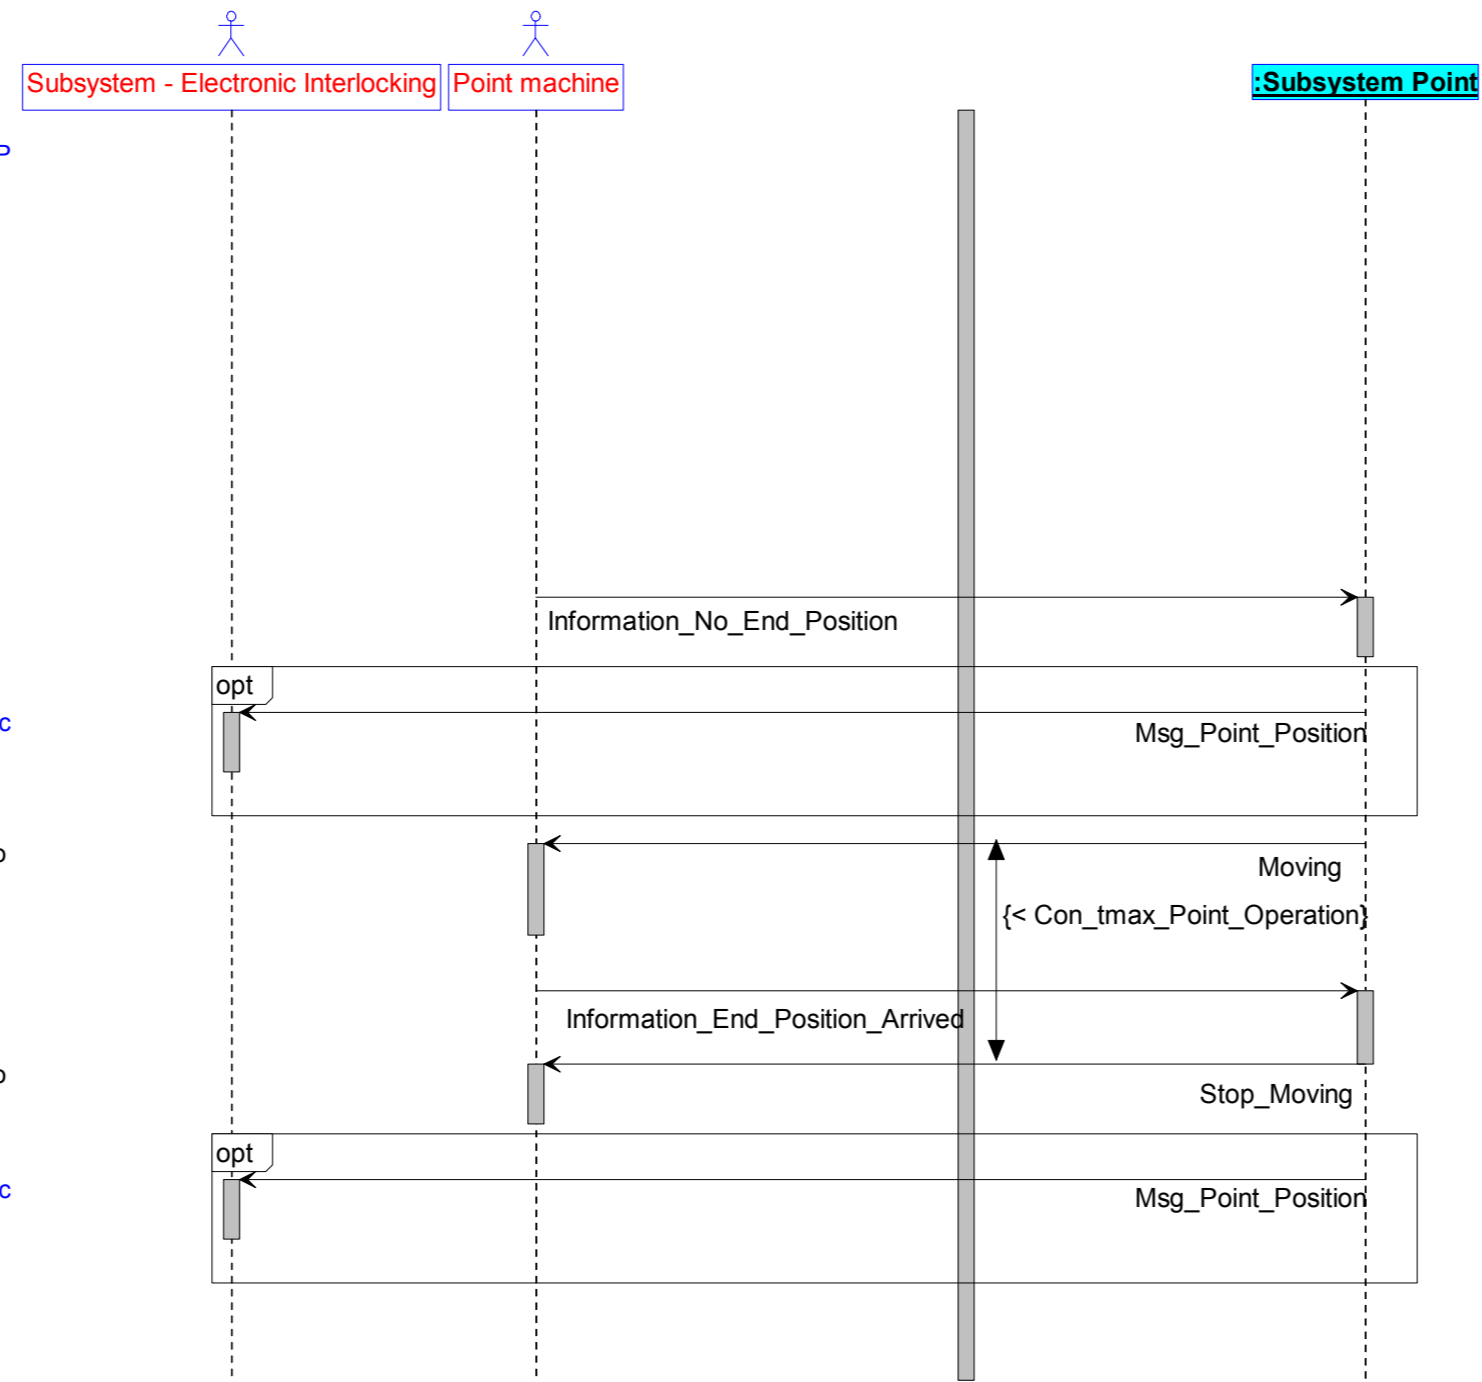 Subsystem - Electronic Interlocking
Point machine
:Subsystem Point
P
Information_No_End_Position
opt
c
Msg_Point_Position
o
Moving
{< Con_tmax_Point_Operation}
Information_End_Position_Arrived
o
Stop_Moving
opt
c
Msg_Point_Position